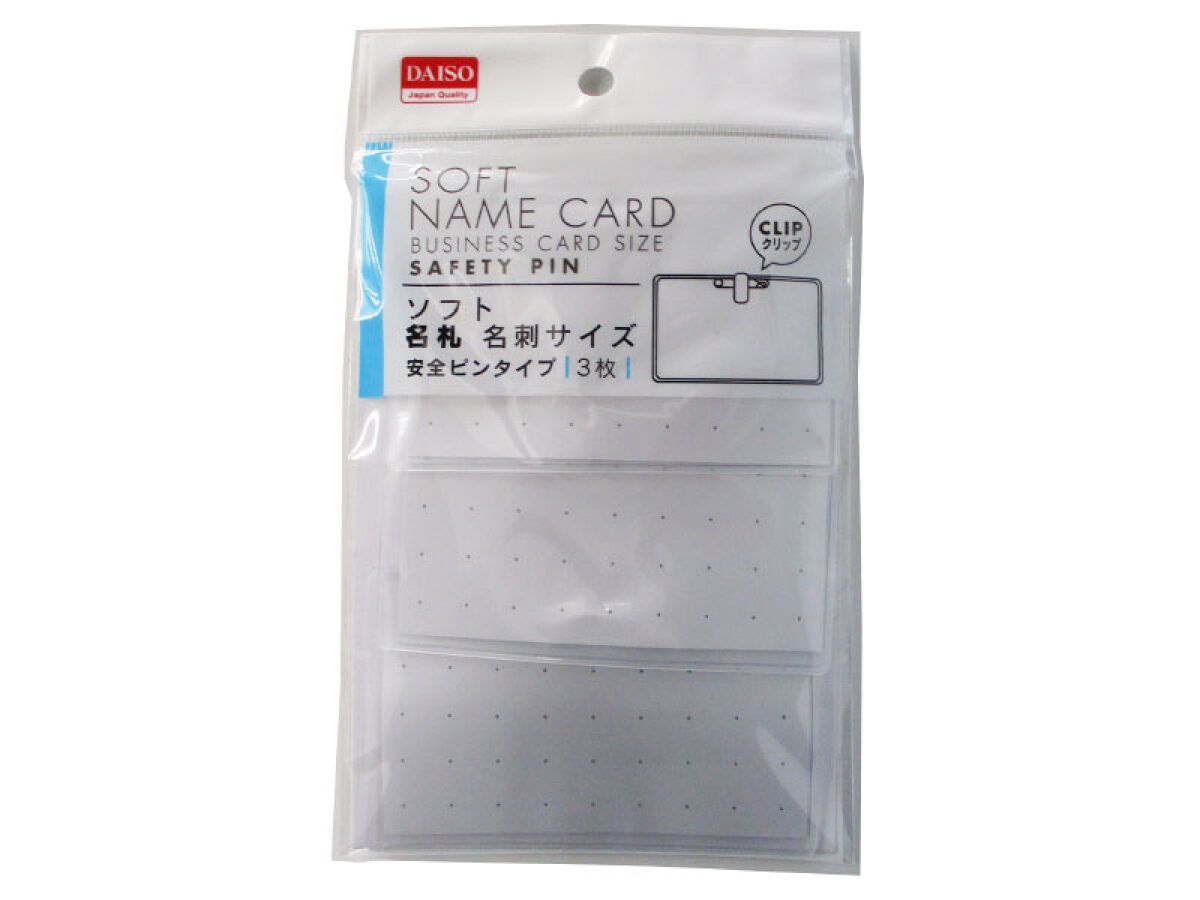 DAISO
Japan Quality
SOFT
NAME CARD
BUSINESS CARD SIZE
SAFETY PIN
CLIP
クリップ
ソフト
名札 名刺サイズ
安全ピンタイプ | 3枚 |